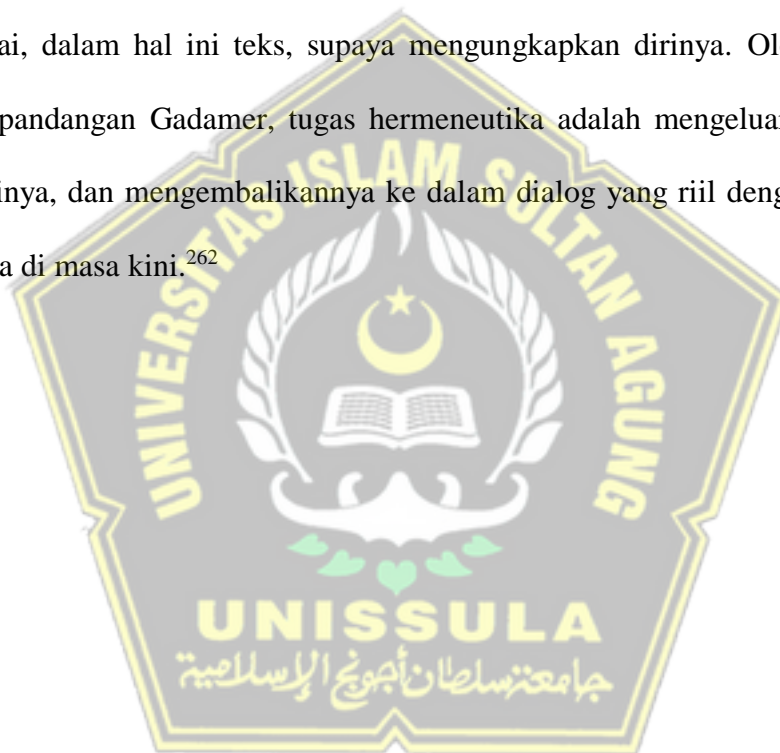 ai, dalam hal ini teks, supaya mengungkapkan dirinya. Ol
pandangan Gadamer, tugas hermeneutika adalah mengeluar
inya, dan mengembalikannya ke dalam dialog yang riil deng
a di masa kini.262
UNIVERSITAS ISLAM SULTAN AGUNG
UNISSULA
جامعة سلطان أجونج الإسلامية